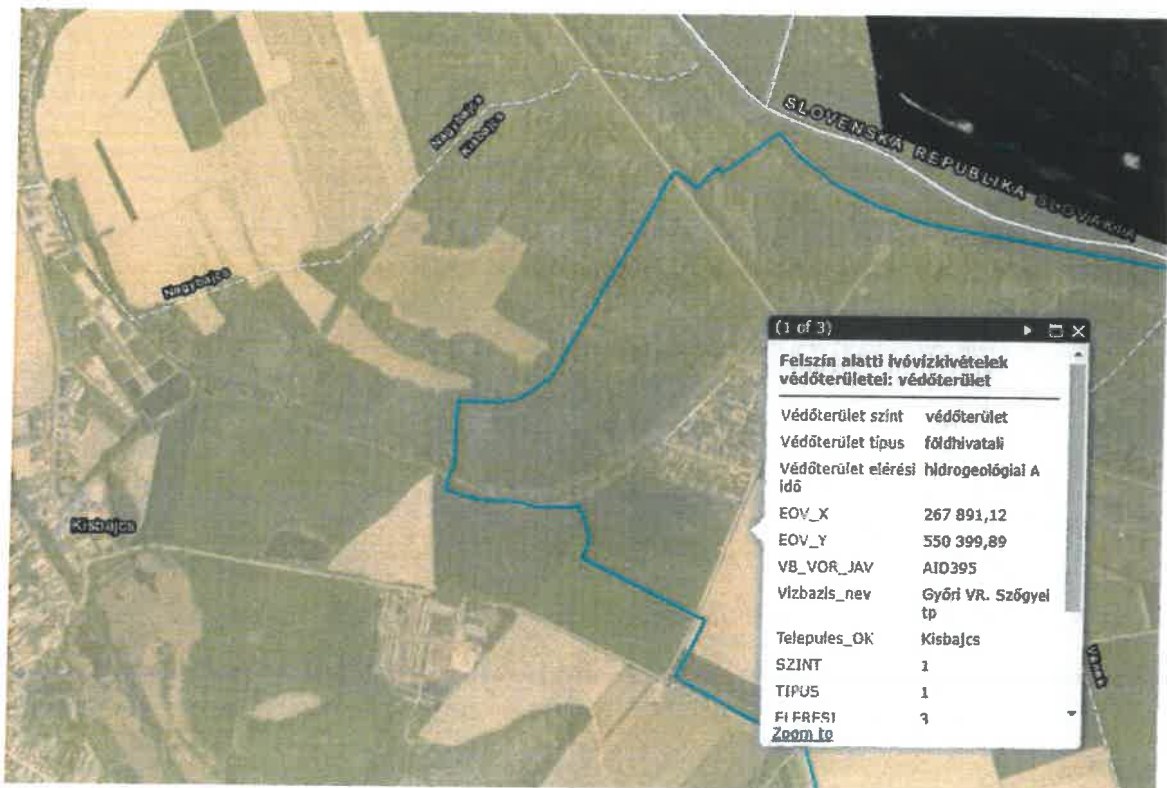 Nagybajcs
Kisbajcs
SLOVENSKÁ REPUBLIKA SLOVAKIA
Nagybajcs
Kisbajcs
Vének
(1 of 3)
Felszín alatti ivóvízkivételek
védőterületei: védőterület
Védőterület szint védőterület
Védőterület típus földhivatali
Védőterület elérési hidrogeológiai A
idő
EOV_X 267 891,12
EOV_Y 550 399,89
VB_VOR_JAV AID395
Vizbazis_nev Győri VR. Szőgyei
tp
Telepules_OK Kisbajcs
SZINT 1
TIPUS 1
ELERESI 3
Zoom to